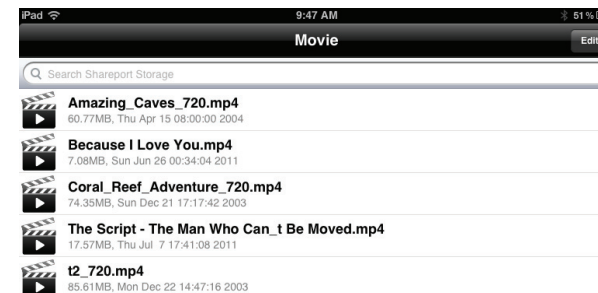 iPad 9:47 AM 51%
Movie
Edit
Search Shareport Storage
Amazing_Caves_720.mp4
60.77MB, Thu Apr 15 08:00:00 2004
Because I Love You.mp4
7.08MB, Sun Jun 26 00:34:04 2011
Coral_Reef_Adventure_720.mp4
74.35MB, Sun Dec 21 17:17:42 2003
The Script - The Man Who Can_t Be Moved.mp4
17.57MB, Thu Jul 7 17:41:08 2011
t2_720.mp4
85.61MB, Mon Dec 22 14:47:16 2003